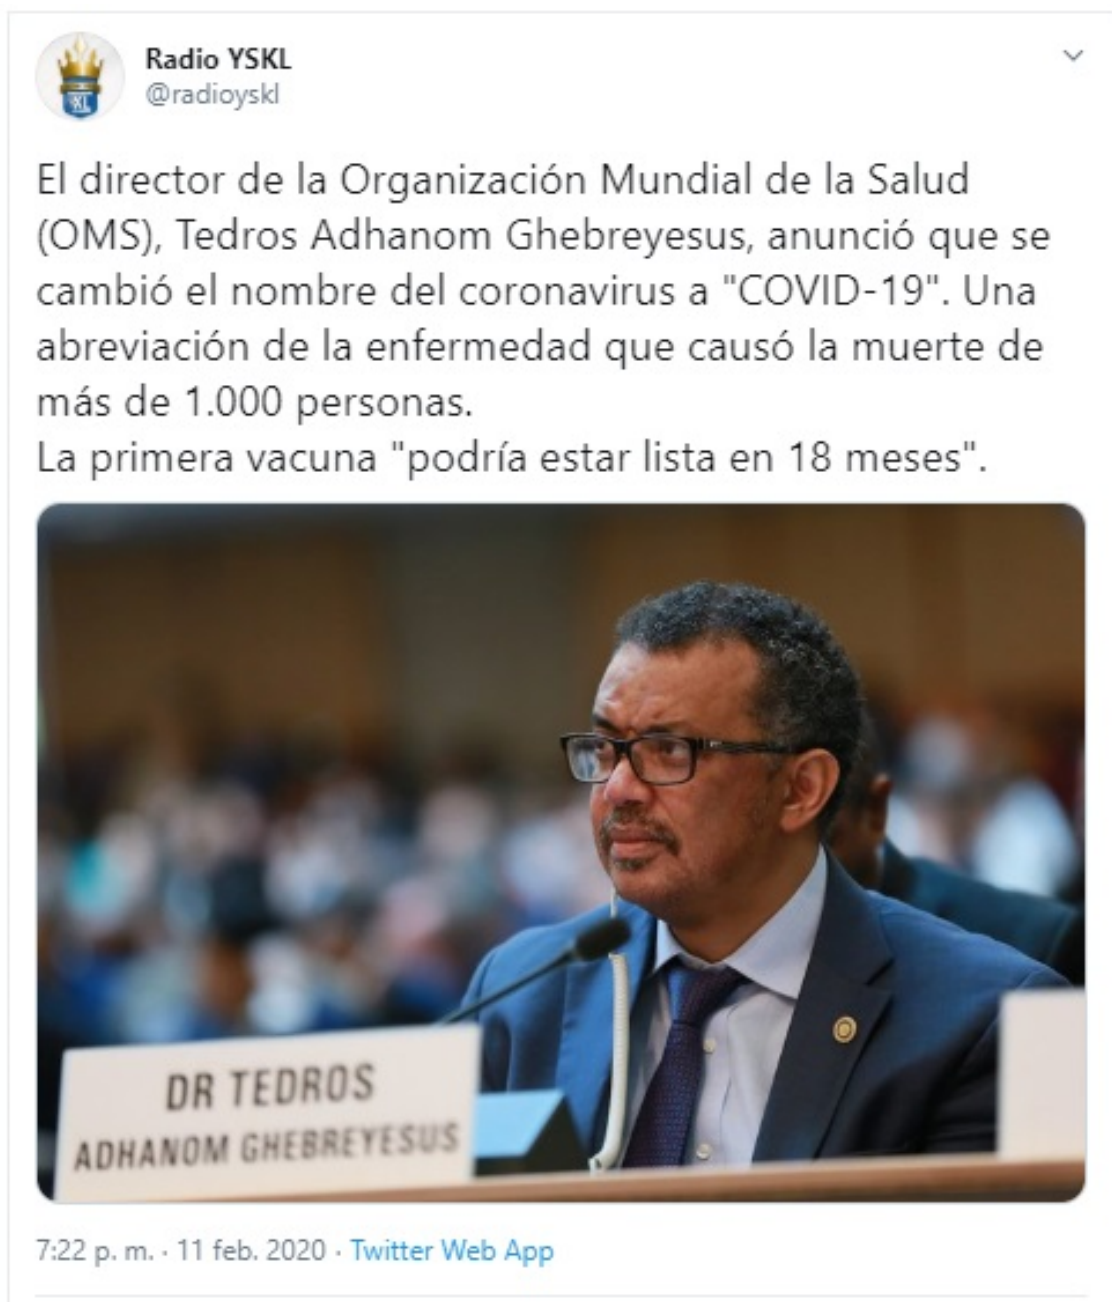 Radio YSKL
@radioyskl
El director de la Organización Mundial de la Salud
(OMS), Tedros Adhanom Ghebreyesus, anunció que se
cambió el nombre del coronavirus a "COVID-19". Una
abreviación de la enfermedad que causó la muerte de
más de 1.000 personas.
La primera vacuna "podría estar lista en 18 meses".
DR TEDROS
ADHANOM GHEBREYESUS
7:22 p. m. · 11 feb. 2020 · Twitter Web App